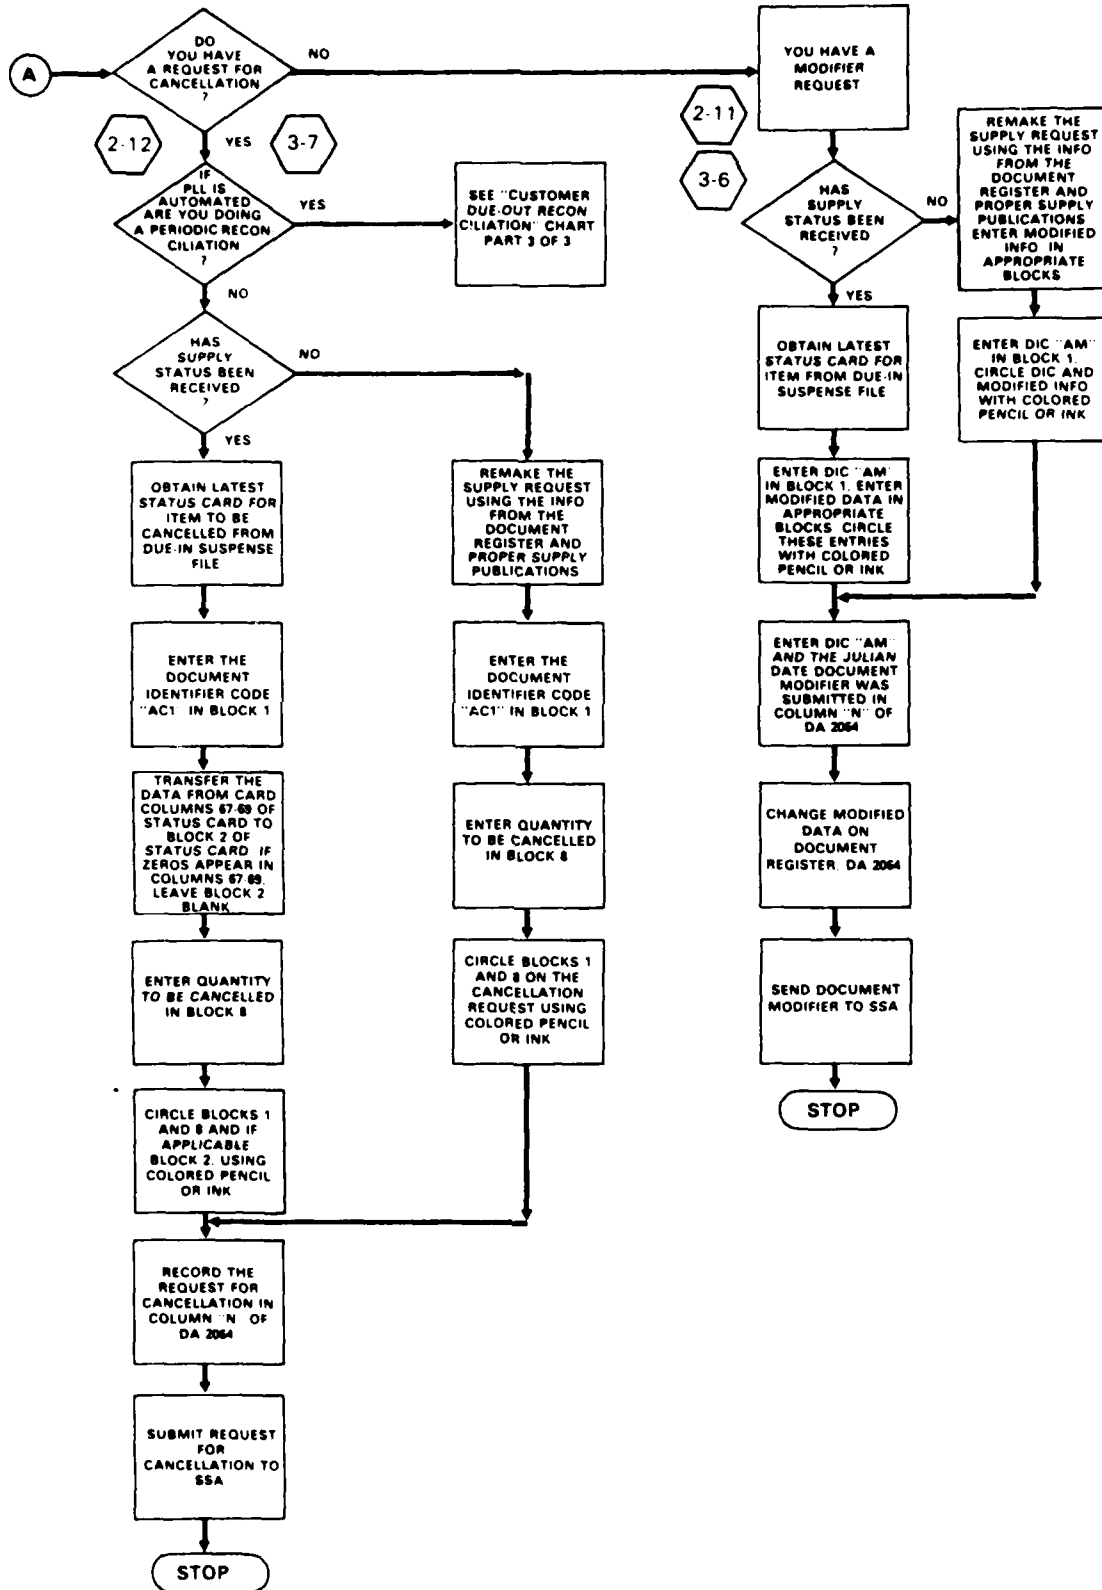 A
DO
YOU HAVE
A REQUEST FOR
CANCELLATION
?
NO
YOU HAVE A
MODIFIER
REQUEST
2-12
YES
3-7
2-11
3-6
IF
PLL IS
AUTOMATED
ARE YOU DOING
A PERIODIC RECON
CILIATION
?
YES
SEE "CUSTOMER
DUE-OUT RECON
CILIATION" CHART
PART 3 OF 3
NO
HAS
SUPPLY
STATUS BEEN
RECEIVED
?
NO
REMAKE THE
SUPPLY REQUEST
USING THE INFO
FROM THE
DOCUMENT
REGISTER AND
PROPER SUPPLY
PUBLICATIONS
ENTER MODIFIED
INFO IN
APPROPRIATE
BLOCKS
YES
ENTER DIC "AM"
IN BLOCK 1.
CIRCLE DIC AND
MODIFIED INFO
WITH COLORED
PENCIL OR INK
OBTAIN LATEST
STATUS CARD FOR
ITEM FROM DUE-IN
SUSPENSE FILE
HAS
SUPPLY
STATUS BEEN
RECEIVED
?
NO
YES
OBTAIN LATEST
STATUS CARD FOR
ITEM TO BE
CANCELLED FROM
DUE-IN SUSPENSE
FILE
REMAKE THE
SUPPLY REQUEST
USING THE INFO
FROM THE
DOCUMENT
REGISTER AND
PROPER SUPPLY
PUBLICATIONS
ENTER DIC "AM"
IN BLOCK 1. ENTER
MODIFIED DATA IN
APPROPRIATE
BLOCKS CIRCLE
THESE ENTRIES
WITH COLORED
PENCIL OR INK
ENTER THE
DOCUMENT
IDENTIFIER CODE
"AC1" IN BLOCK 1
ENTER THE
DOCUMENT
IDENTIFIER CODE
"AC1" IN BLOCK 1
ENTER DIC "AM"
AND THE JULIAN
DATE DOCUMENT
MODIFIER WAS
SUBMITTED IN
COLUMN "N" OF
DA 2064
TRANSFER THE
DATA FROM CARD
COLUMNS 67-69 OF
STATUS CARD TO
BLOCK 2 OF
STATUS CARD IF
ZEROS APPEAR IN
COLUMNS 67-69.
LEAVE BLOCK 2
BLANK
ENTER QUANTITY
TO BE CANCELLED
IN BLOCK 8
CHANGE MODIFIED
DATA ON
DOCUMENT
REGISTER. DA 2064
ENTER QUANTITY
TO BE CANCELLED
IN BLOCK 8
CIRCLE BLOCKS 1
AND 8 ON THE
CANCELLATION
REQUEST USING
COLORED PENCIL
OR INK
SEND DOCUMENT
MODIFIER TO SSA
STOP
CIRCLE BLOCKS 1
AND 8 AND IF
APPLICABLE
BLOCK 2. USING
COLORED PENCIL
OR INK
RECORD THE
REQUEST FOR
CANCELLATION IN
COLUMN "N" OF
DA 2064
SUBMIT REQUEST
FOR
CANCELLATION TO
SSA
STOP